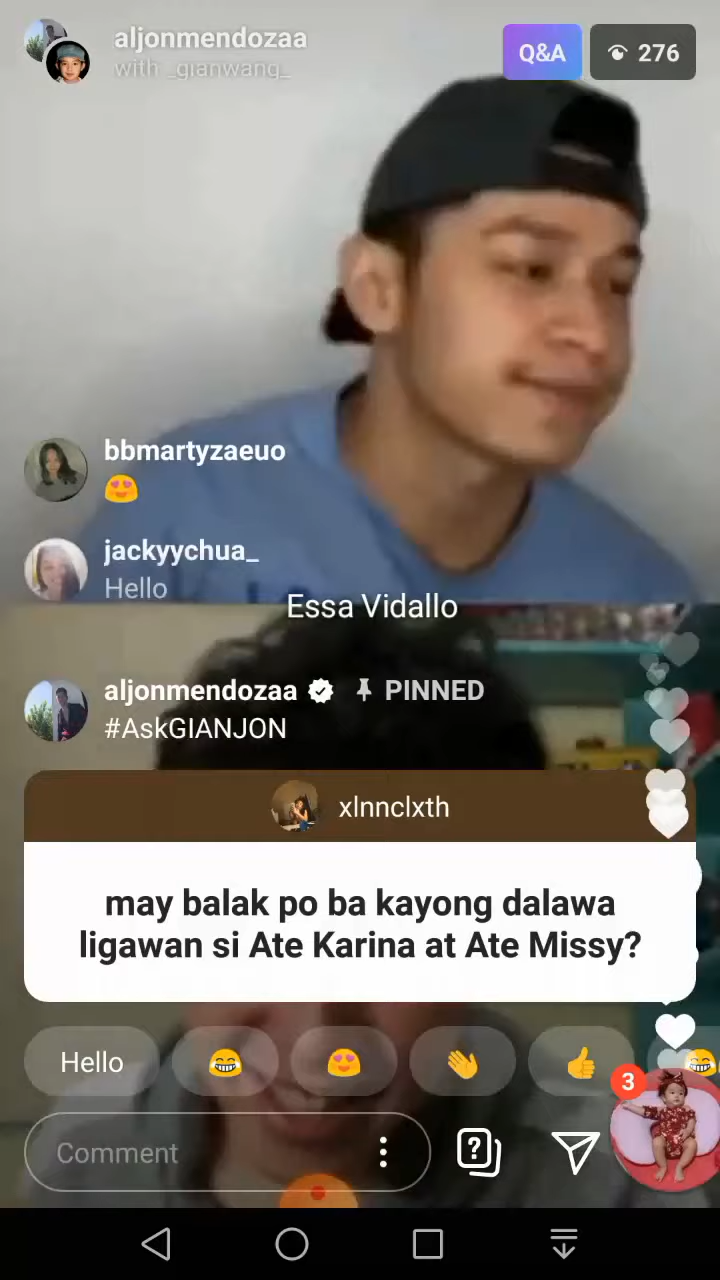 aljonmendozaa
with _gianwang_
Q&A
276
bbmartyzaeuo
jackyychua_
Hello
Essa Vidallo
aljonmendozaa PINNED
#AskGIANJON
xlnnclxth
may balak po ba kayong dalawa
ligawan si Ate Karina at Ate Missy?
Hello
3
Comment
?